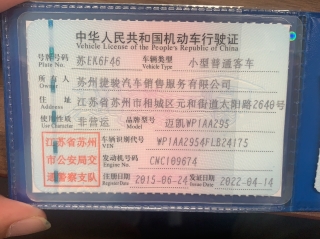 中华人民共和国机动车行驶证
Vehicle License of the People's Republic of China
号牌号码 苏EK6F46 车辆类型 小型普通客车
Plate No. Vehicle Type
所有人 苏州捷骏汽车销售服务有限公司
Owner
住址 江苏省苏州市相城区元和街道太阳路2640号
Address
使用性质 非营运 品牌型号 迈凯WP1AA295
Use Character Model
江苏省苏州 车辆识别代号 WP1AA2954FLB24175
VIN
市公安局交 发动机号码 CNC109674
Engine No.
通警察支队 注册日期 2015-06-24 发证日期 2022-04-14
Register Date Issue Date